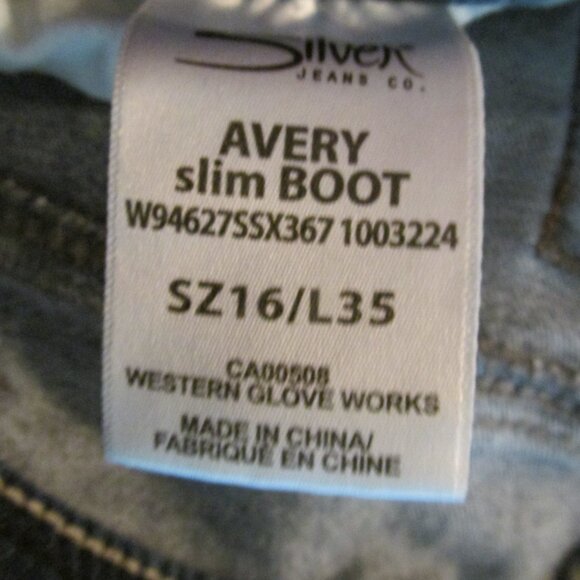 Silver
JEANS CO.
AVERY
slim BOOT
W94627SSX367 1003224
SZ16/L35
CA00508
WESTERN GLOVE WORKS
MADE IN CHINA/
FABRIQUÉ EN CHINE